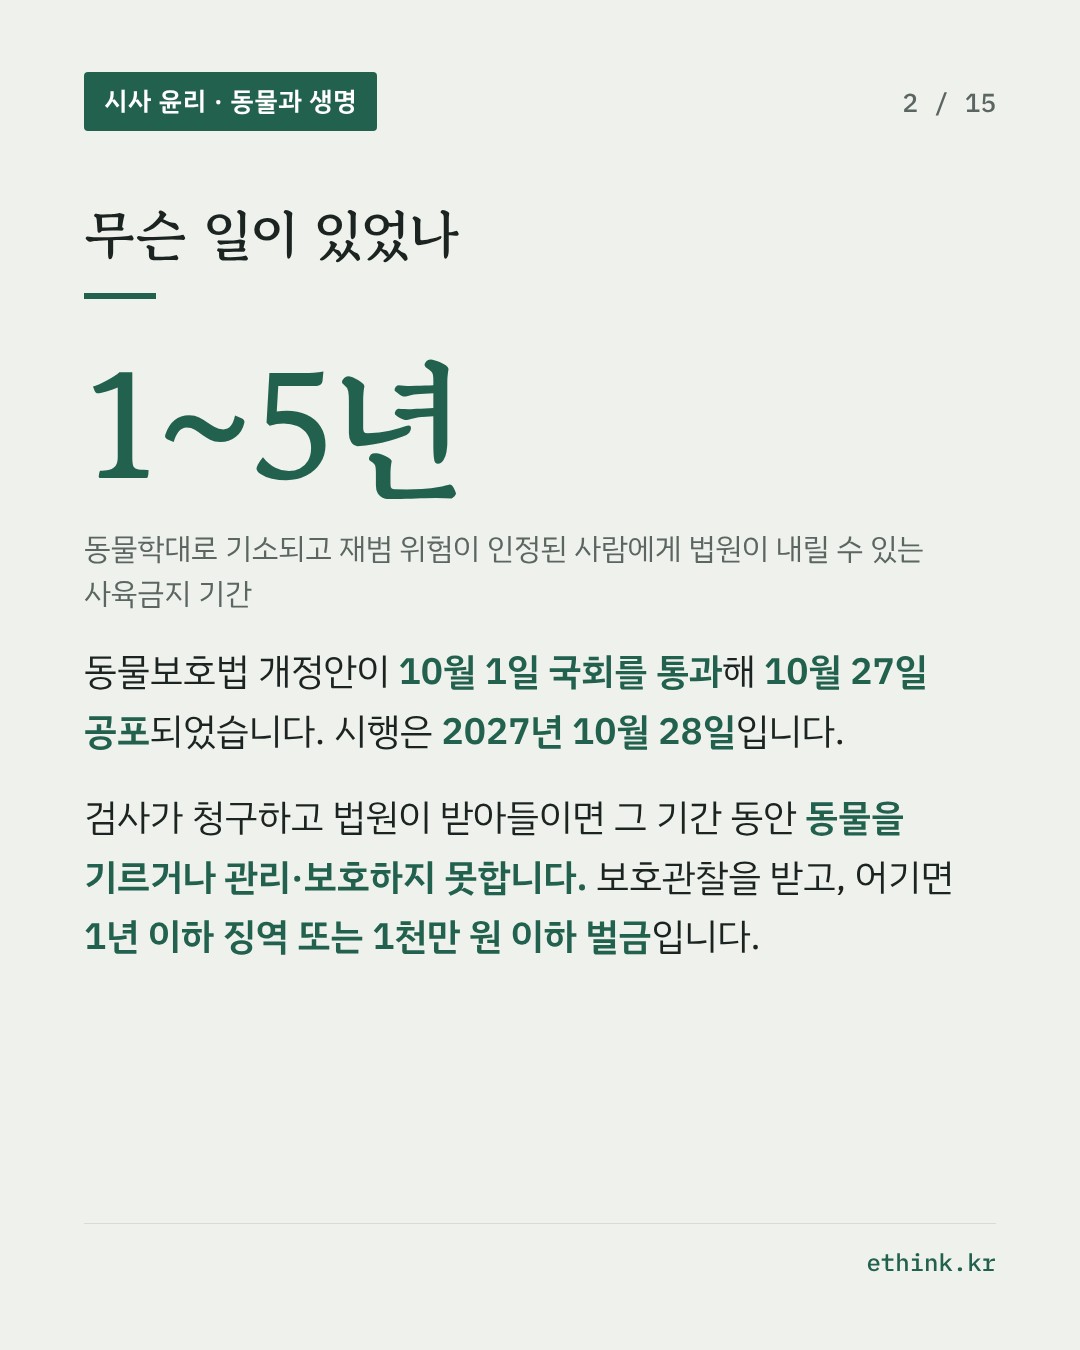 시사 윤리 · 동물과 생명
2 / 15
무슨 일이 있었나
1~5년
동물학대로 기소되고 재범 위험이 인정된 사람에게 법원이 내릴 수 있는
사육금지 기간
동물보호법 개정안이 10월 1일 국회를 통과해 10월 27일
공포되었습니다. 시행은 2027년 10월 28일입니다.
검사가 청구하고 법원이 받아들이면 그 기간 동안 동물을
기르거나 관리·보호하지 못합니다. 보호관찰을 받고, 어기면
1년 이하 징역 또는 1천만 원 이하 벌금입니다.
ethink.kr